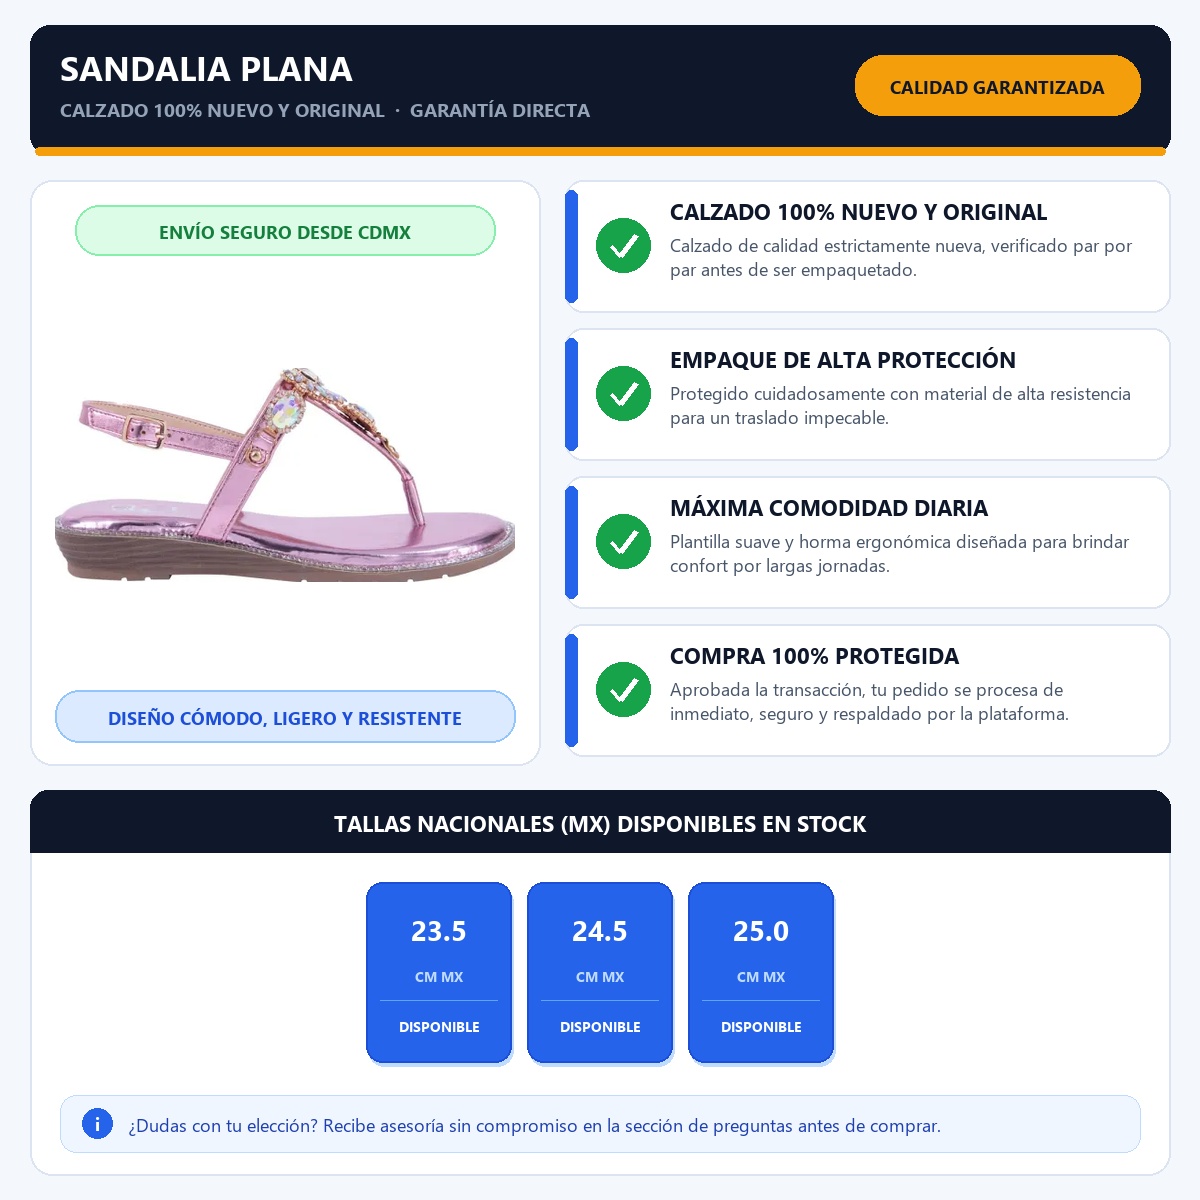 SANDALIA PLANA
CALZADO 100% NUEVO Y ORIGINAL · GARANTÍA DIRECTA
CALIDAD GARANTIZADA
ENVÍO SEGURO DESDE CDMX
DISEÑO CÓMODO, LIGERO Y RESISTENTE
CALZADO 100% NUEVO Y ORIGINAL
Calzado de calidad estrictamente nueva, verificado par por
par antes de ser empaquetado.
EMPAQUE DE ALTA PROTECCIÓN
Protegido cuidadosamente con material de alta resistencia
para un traslado impecable.
MÁXIMA COMODIDAD DIARIA
Plantilla suave y horma ergonómica diseñada para brindar
confort por largas jornadas.
COMPRA 100% PROTEGIDA
Aprobada la transacción, tu pedido se procesa de
inmediato, seguro y respaldado por la plataforma.
TALLAS NACIONALES (MX) DISPONIBLES EN STOCK
23.5
CM MX
DISPONIBLE
24.5
CM MX
DISPONIBLE
25.0
CM MX
DISPONIBLE
¿Dudas con tu elección? Recibe asesoría sin compromiso en la sección de preguntas antes de comprar.